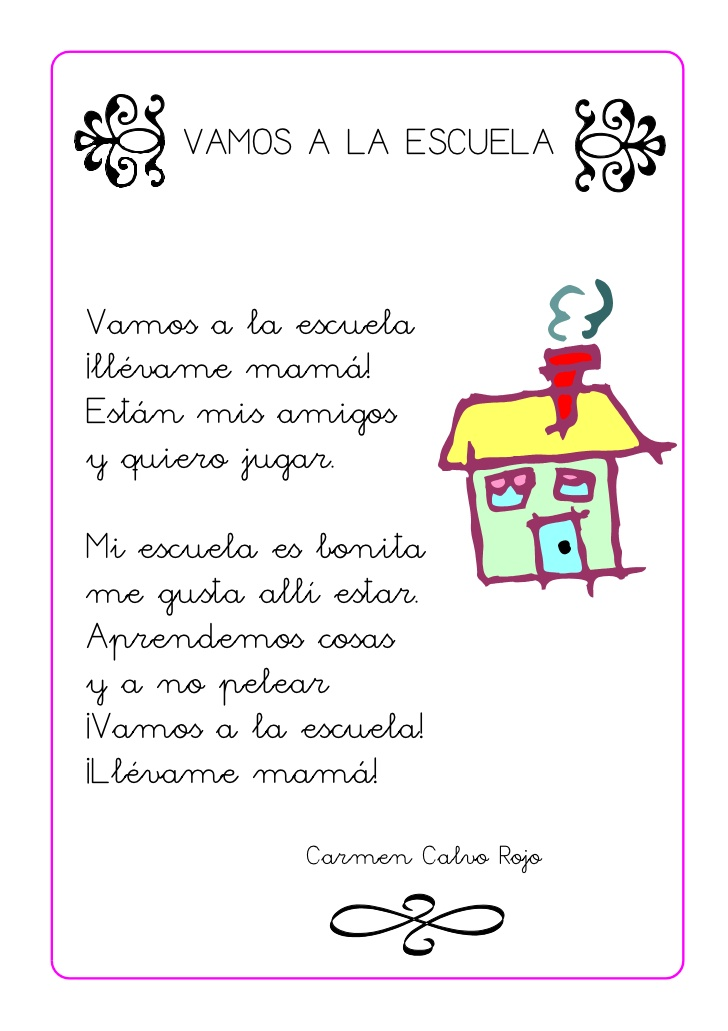 VAMOS A LA ESCUELA
Vamos a la escuela
¡llévame mamá!
Están mis amigos
y quiero jugar.
Mi escuela es bonita
me gusta allí estar.
Aprendemos cosas
y a no pelear
¡Vamos a la escuela!
¡Llévame mamá!
Carmen Calvo Rojo